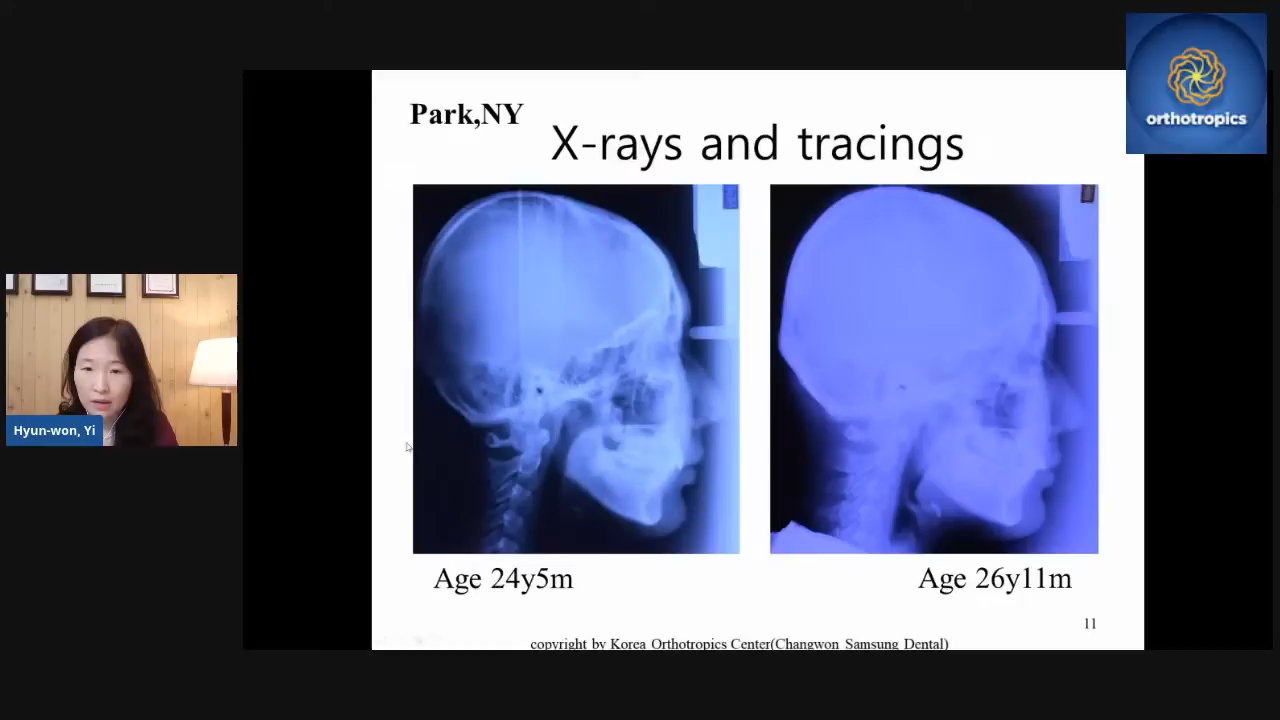 Park,NY
X-rays and tracings
orthotropics
Hyun-won, Yi
Age 24y5m
Age 26y11m
11
copyright by Korea Orthotropics Center(Changwon Samsung Dental)